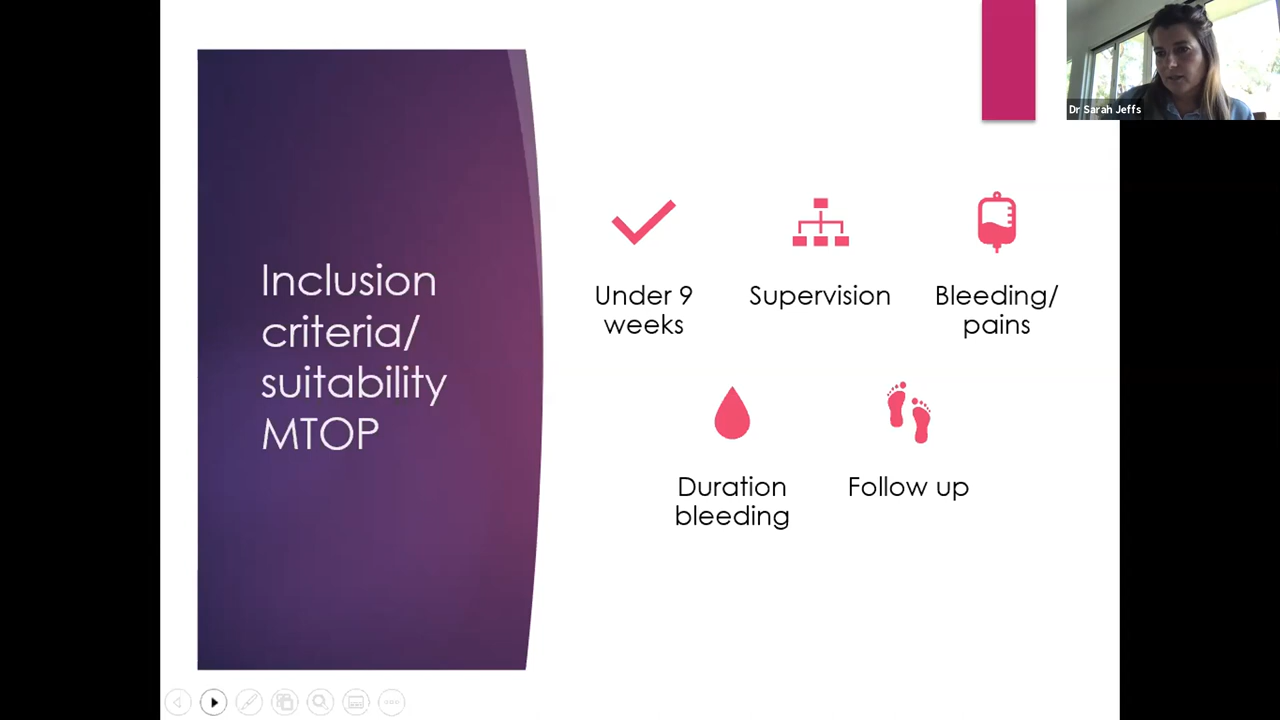 Dr Sarah Jeffs
Inclusion
criteria/
suitability
MTOP
Under 9
weeks
Supervision
Bleeding/
pains
Duration
bleeding
Follow up